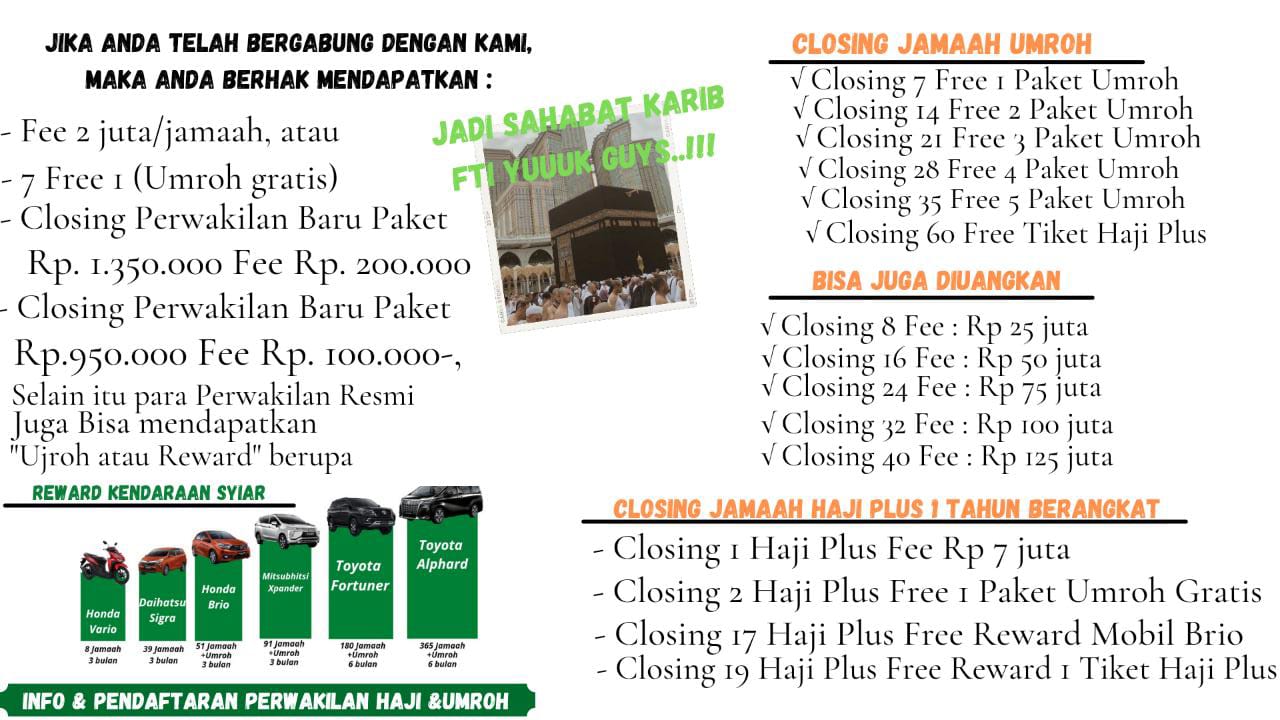 JIKA ANDA TELAH BERGABUNG DENGAN KAMI,
MAKA ANDA BERHAK MENDAPATKAN :
- Fee 2 juta/jamaah, atau
- 7 Free 1 (Umroh gratis)
- Closing Perwakilan Baru Paket
Rp. 1.350.000 Fee Rp. 200.000
- Closing Perwakilan Baru Paket
Rp.950.000 Fee Rp. 100.000-,
Selain itu para Perwakilan Resmi
Juga Bisa mendapatkan
"Ujroh atau Reward" berupa
REWARD KENDARAAN SYIAR
Honda
Vario
8 Jamaah
3 bulan
Daihatsu
Sigra
39 Jamaah
3 bulan
Honda
Brio
51 Jamaah
+Umroh
3 bulan
Mitsubhitsi
Xpander
91 Jamaah
+Umroh
3 bulan
Toyota
Fortuner
180 Jamaah
+Umroh
6 bulan
Toyota
Alphard
365 Jamaah
+Umroh
6 bulan
INFO & PENDAFTARAN PERWAKILAN HAJI &UMROH
JADI SAHABAT KARIB
FTI YUUUK GUYS..!!!
CLOSING JAMAAH UMROH
√ Closing 7 Free 1 Paket Umroh
√ Closing 14 Free 2 Paket Umroh
√ Closing 21 Free 3 Paket Umroh
√ Closing 28 Free 4 Paket Umroh
√ Closing 35 Free 5 Paket Umroh
√ Closing 60 Free Tiket Haji Plus
BISA JUGA DIUANGKAN
√ Closing 8 Fee : Rp 25 juta
√ Closing 16 Fee : Rp 50 juta
√ Closing 24 Fee : Rp 75 juta
√ Closing 32 Fee : Rp 100 juta
√ Closing 40 Fee : Rp 125 juta
CLOSING JAMAAH HAJI PLUS 1 TAHUN BERANGKAT
- Closing 1 Haji Plus Fee Rp 7 juta
- Closing 2 Haji Plus Free 1 Paket Umroh Gratis
- Closing 17 Haji Plus Free Reward Mobil Brio
- Closing 19 Haji Plus Free Reward 1 Tiket Haji Plus